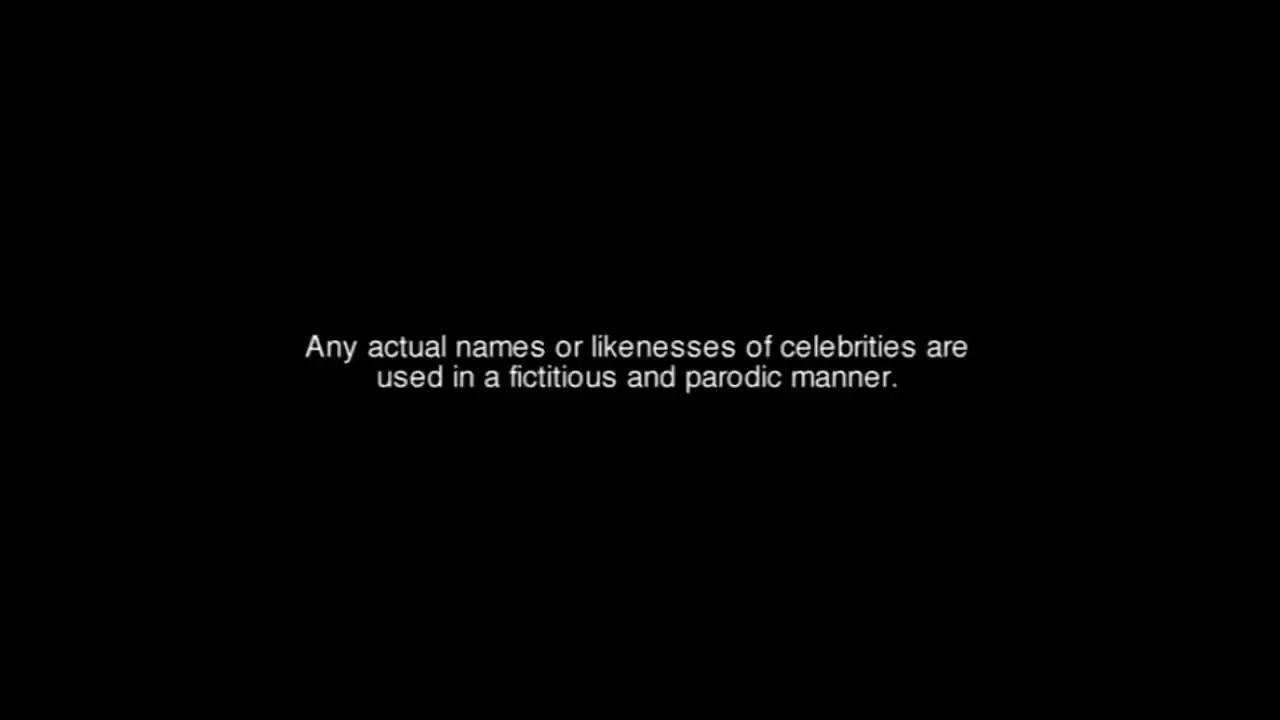 Any actual names or likenesses of celebrities are
used in a fictitious and parodic manner.